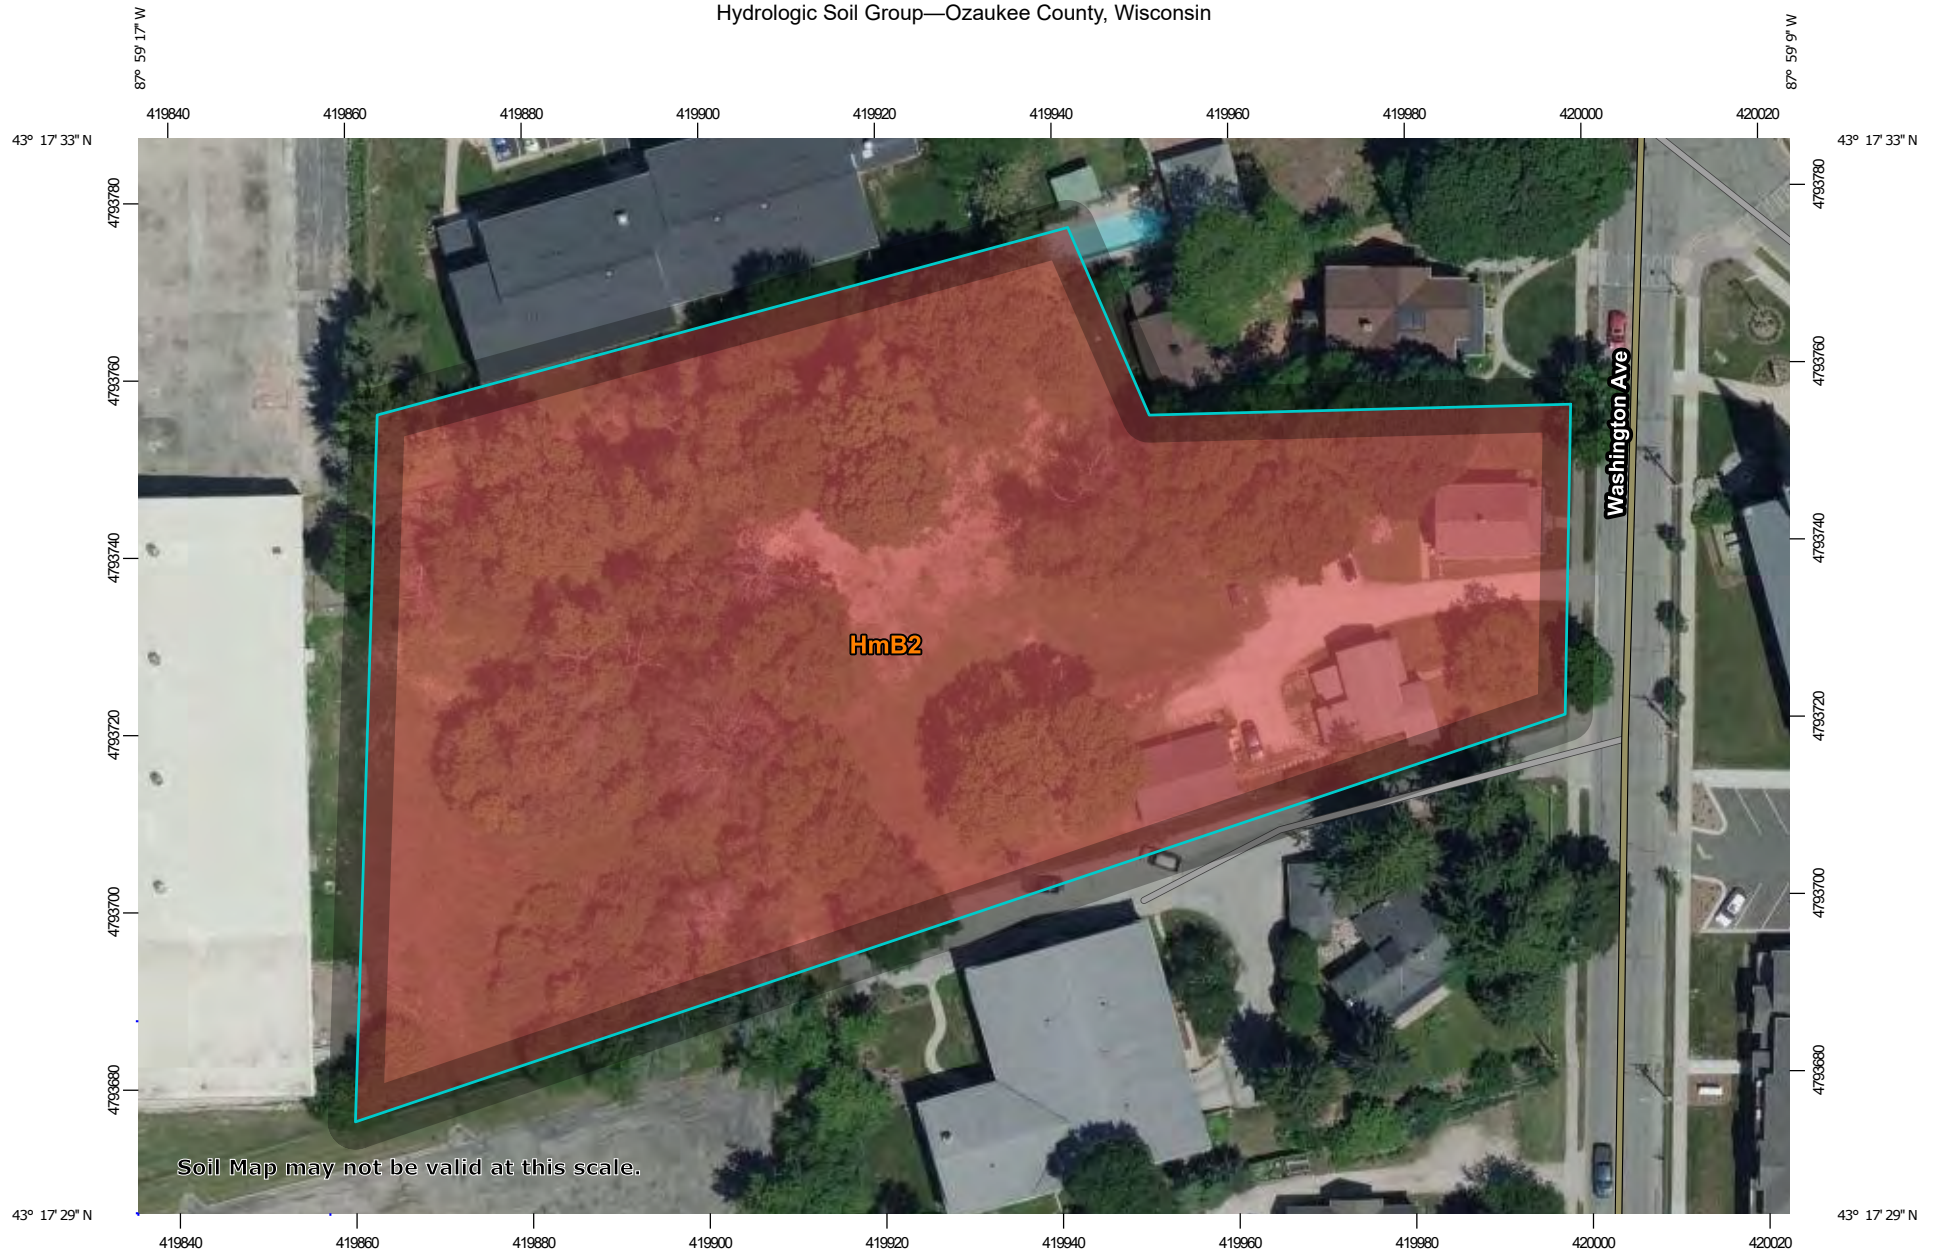 Hydrologic Soil Group—Ozaukee County, Wisconsin
87° 59' 17" W
87° 59' 9" W
419840 419860 419880 419900 419920 419940 419960 419980 420000 420020
43° 17' 33" N
43° 17' 33" N
4793780
4793780
4793760
4793760
Washington Ave
4793740
4793740
HmB2
4793720
4793720
4793700
4793700
4793680
4793680
Soil Map may not be valid at this scale.
43° 17' 29" N
43° 17' 29" N
419840 419860 419880 419900 419920 419940 419960 419980 420000 420020